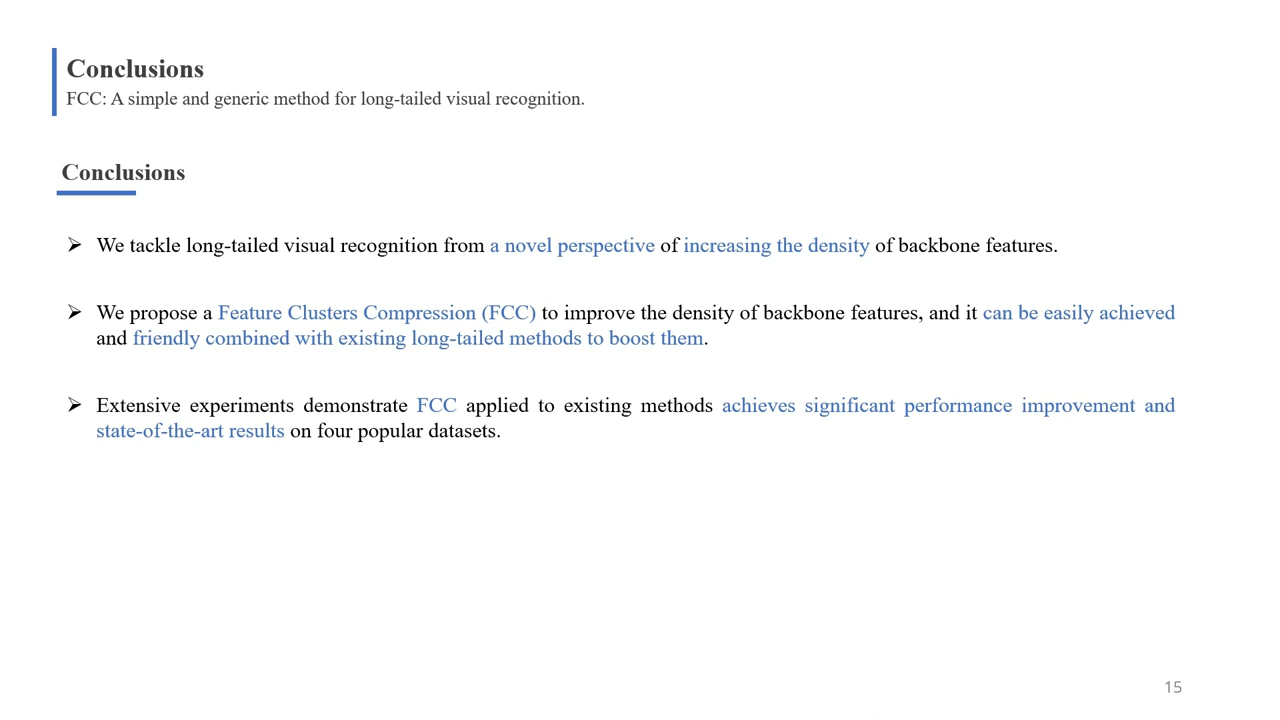 Conclusions
FCC: A simple and generic method for long-tailed visual recognition.
Conclusions
➢ We tackle long-tailed visual recognition from a novel perspective of increasing the density of backbone features.
➢ We propose a Feature Clusters Compression (FCC) to improve the density of backbone features, and it can be easily achieved
and friendly combined with existing long-tailed methods to boost them.
➢ Extensive experiments demonstrate FCC applied to existing methods achieves significant performance improvement and
state-of-the-art results on four popular datasets.
15